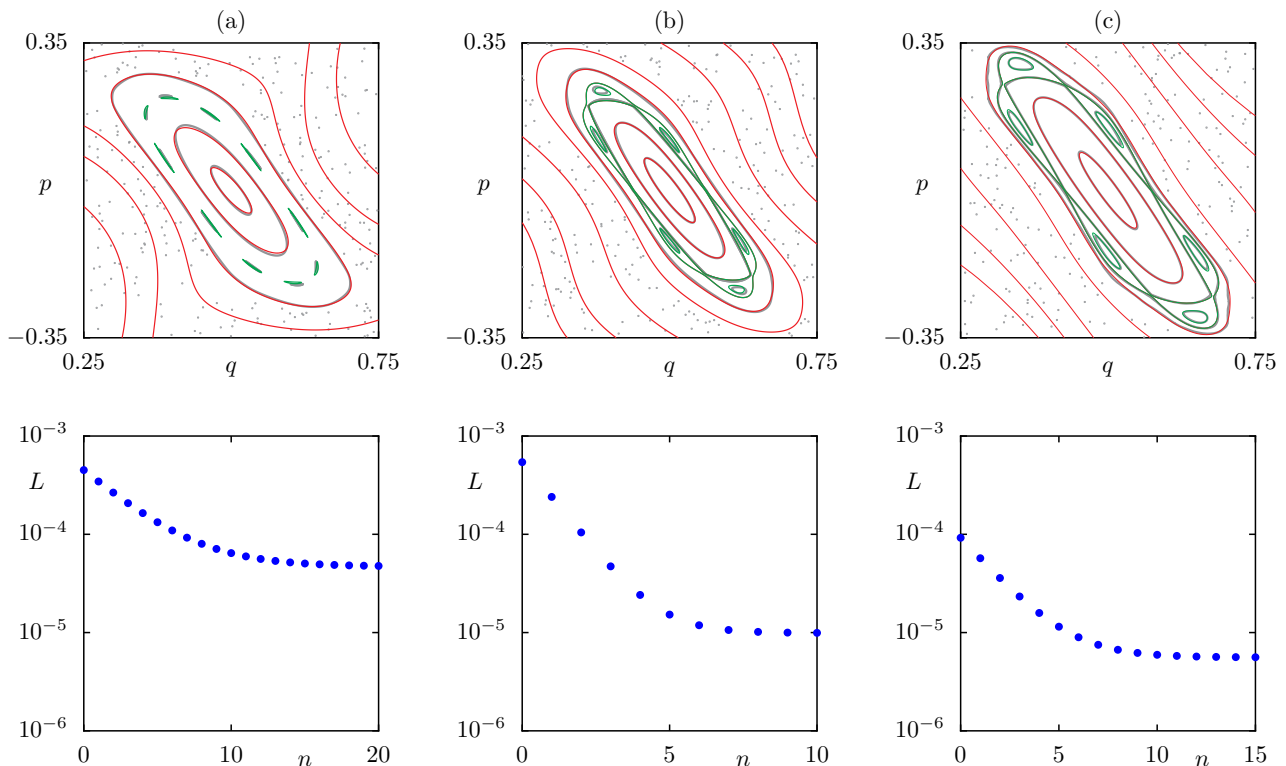 (a) (b) (c)
0.35 0.35 0.35
p p p
−0.35 −0.35 −0.35
0.25 q 0.75 0.25 q 0.75 0.25 q 0.75
10−3 10−3 10−3
L L L
10−4 10−4 10−4
10−5 10−5 10−5
10−6 10−6 10−6
0 10 n 20 0 5 n 10 0 5 10 n 15